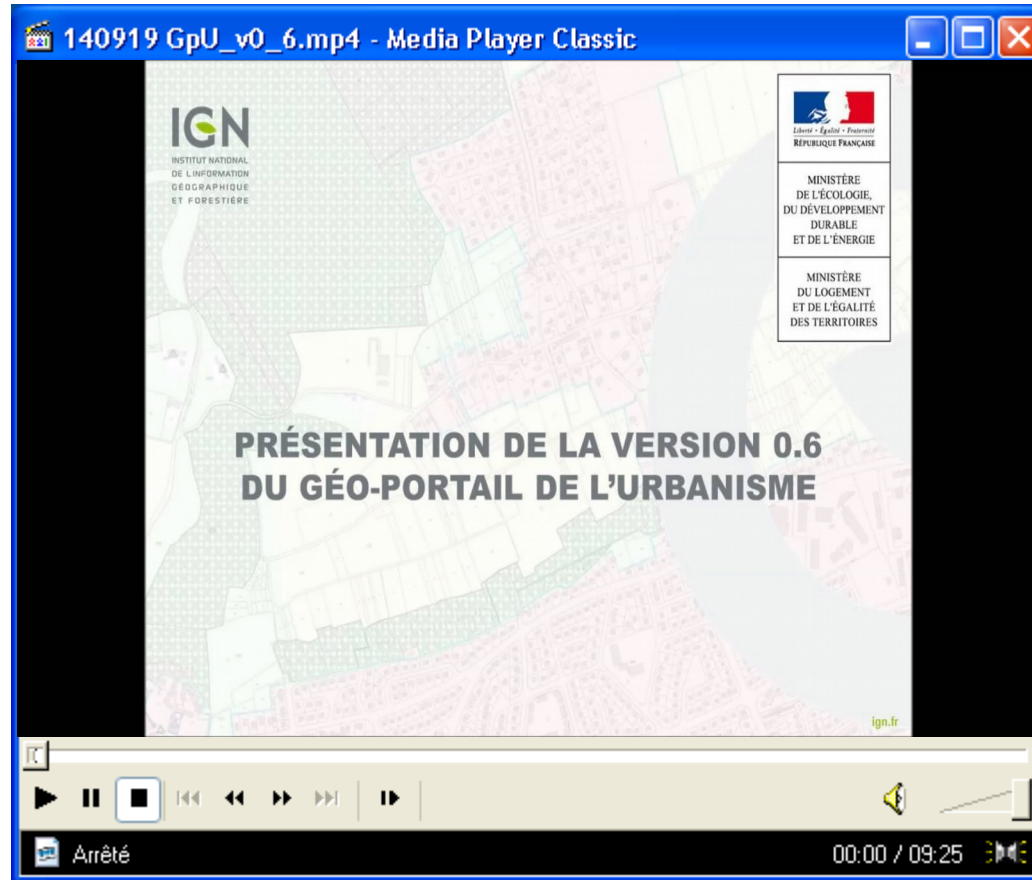 140919 GpU_v0_6.mp4 - Media Player Classic
IGN
INSTITUT NATIONAL
DE L'INFORMATION
GÉOGRAPHIQUE
ET FORESTIÈRE
Liberté • Égalité • Fraternité
RÉPUBLIQUE FRANÇAISE
MINISTÈRE
DE L'ÉCOLOGIE,
DU DÉVELOPPEMENT
DURABLE
ET DE L'ÉNERGIE
MINISTÈRE
DU LOGEMENT
ET DE L'ÉGALITÉ
DES TERRITOIRES
PRÉSENTATION DE LA VERSION 0.6
DU GÉO-PORTAIL DE L'URBANISME
ign.fr
Arrêté
00:00 / 09:25